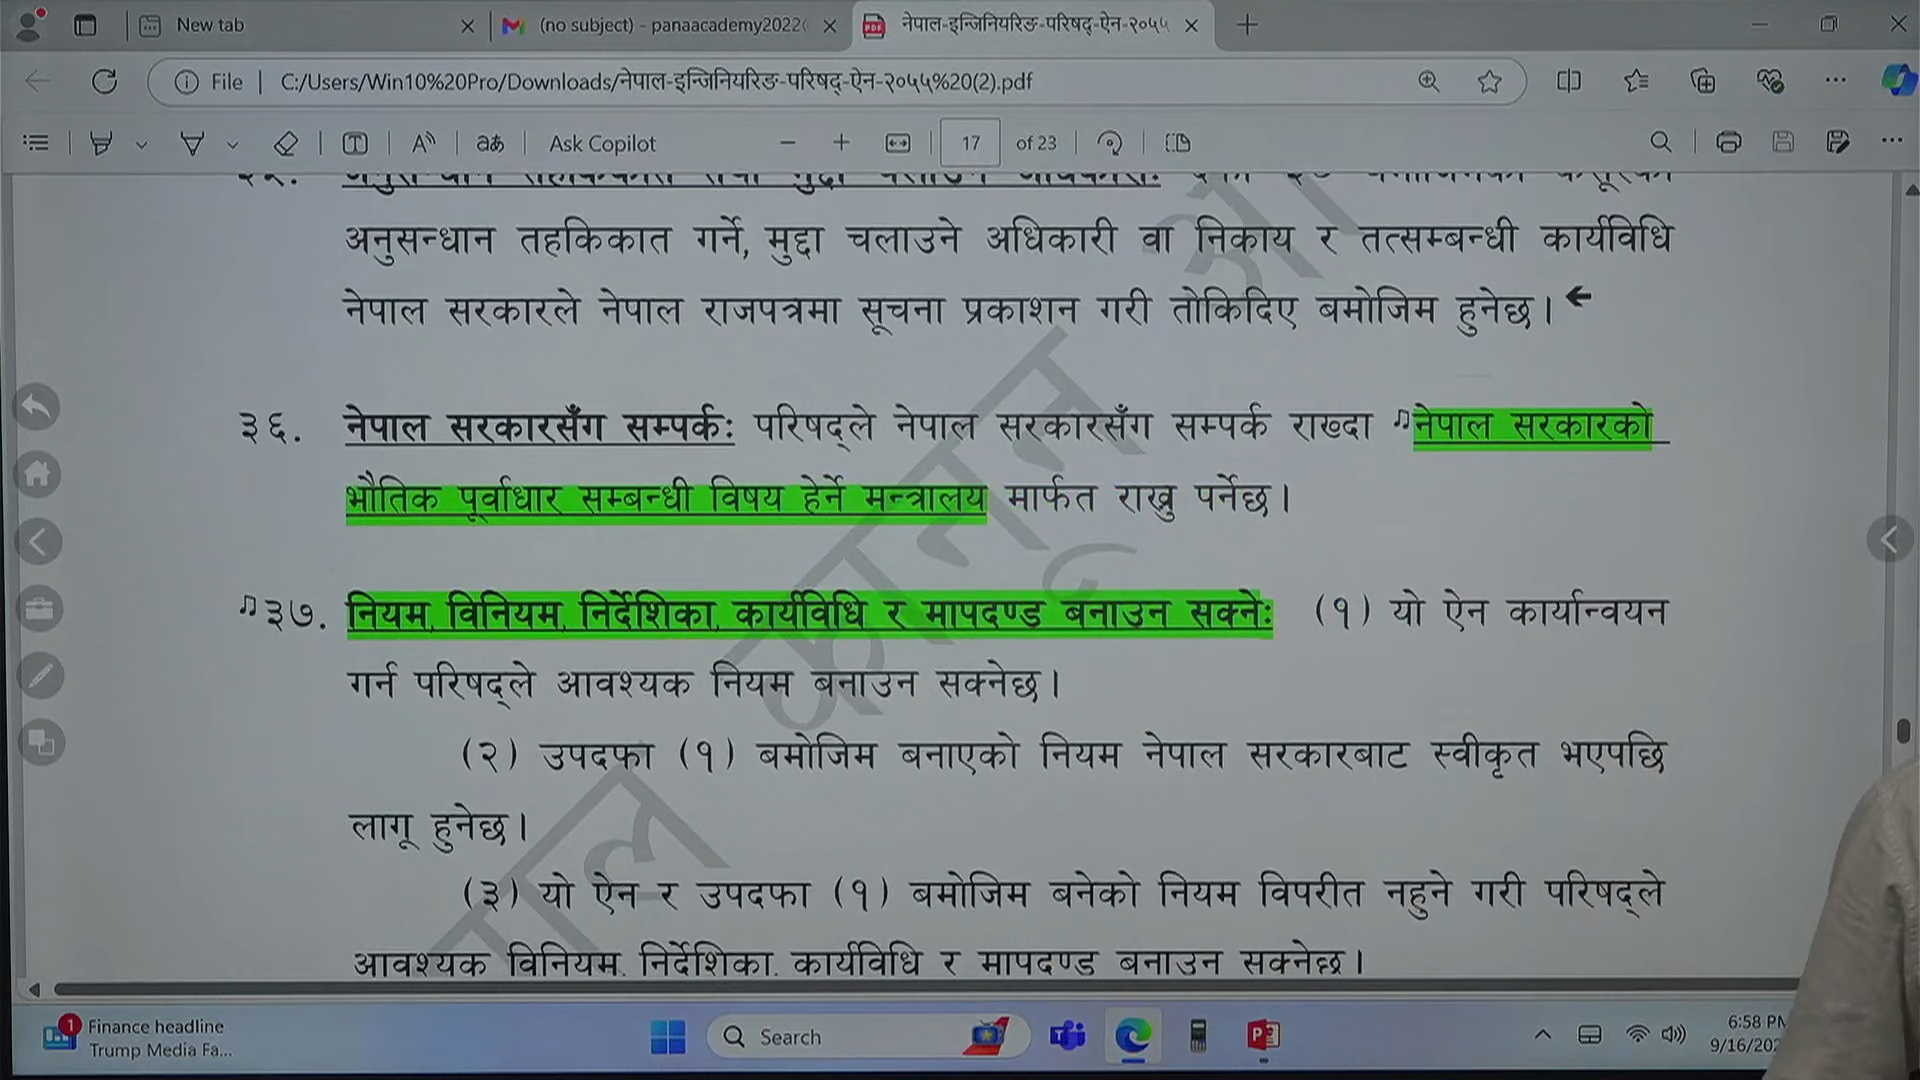 New tab
(no subject) - panaacademy2022
नेपाल-इन्जिनियरिङ-परिषद्-ऐन-२०५५
File | C:/Users/Win10%20Pro/Downloads/नेपाल-इन्जिनियरिङ-परिषद्-ऐन-२०५५%20(2).pdf
Ask Copilot
17 of 23
अनुसन्धान तहकिकात गर्ने, मुद्दा चलाउने अधिकारी वा निकाय र तत्सम्बन्धी कार्यविधि
नेपाल सरकारले नेपाल राजपत्रमा सूचना प्रकाशन गरी तोकिदिए बमोजिम हुनेछ। ←
३६. नेपाल सरकारसँग सम्पर्कः परिषद्ले नेपाल सरकारसँग सम्पर्क राख्दा ♫नेपाल सरकारको
भौतिक पूर्वाधार सम्बन्धी विषय हेर्ने मन्त्रालय मार्फत राख्नु पर्नेछ।
♫३७. नियम, विनियम, निर्देशिका, कार्यविधि र मापदण्ड बनाउन सक्नेः (१) यो ऐन कार्यान्वयन
गर्न परिषद्ले आवश्यक नियम बनाउन सक्नेछ।
(२) उपदफा (१) बमोजिम बनाएको नियम नेपाल सरकारबाट स्वीकृत भएपछि
लागू हुनेछ।
(३) यो ऐन र उपदफा (१) बमोजिम बनेको नियम विपरीत नहुने गरी परिषद्ले
आवश्यक विनियम, निर्देशिका, कार्यविधि र मापदण्ड बनाउन सक्नेछ।
1
Finance headline
Trump Media Fa...
Search
6:58 PM
9/16/202